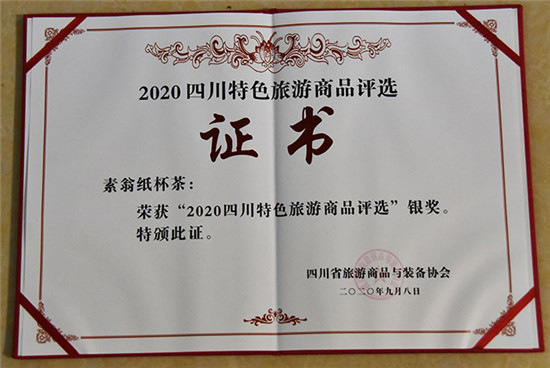 2020四川特色旅游商品评选
证书
素翁纸杯茶：
荣获“2020四川特色旅游商品评选”银奖。
特颁此证。
四川省旅游商品与装备协会
二〇二〇年九月八日